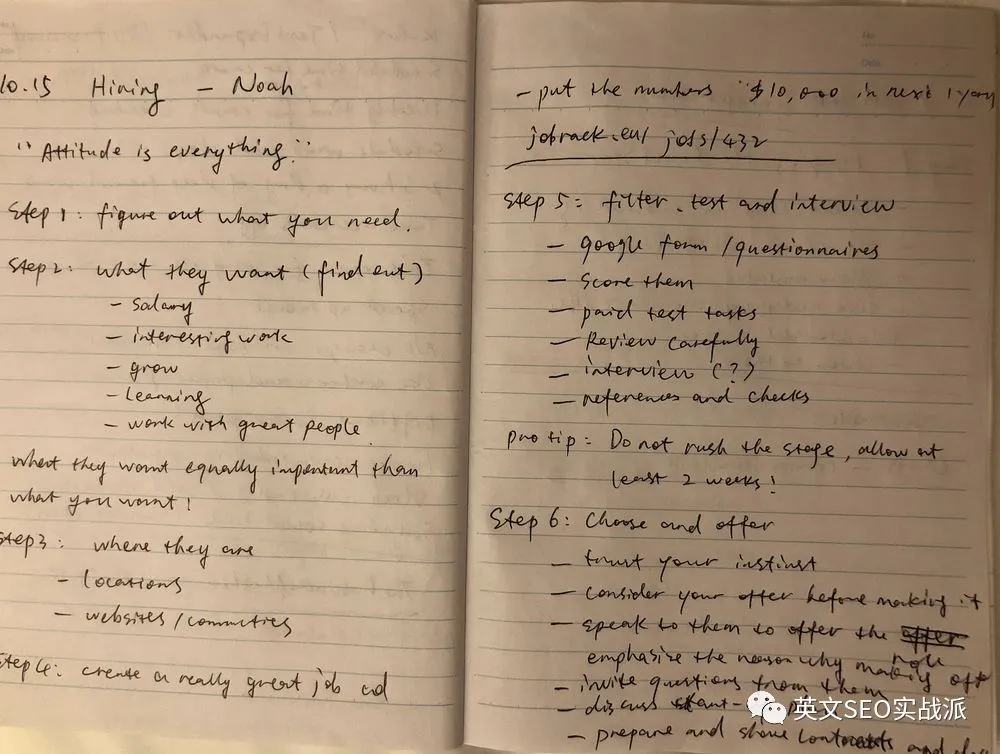 10.15 Hiring - Noah
"Attitude is everything."
Step 1: figure out what you need.
Step 2: what they want (find out)
- salary
- interesting work
- grow
- learning
- work with great people.
what they want equally important than
what you want!
Step 3: where they are
- locations
- websites/commuties
Step 4: create a really great job ad
- put the numbers "$10,000 in next 1 year
jobrack.eu/jobs/432
Step 5: filter, test and interview
- google form/questionnaires
- Score them
- paid test tasks
- Review carefully
- interview (?)
- references and checks
pro tip: Do not rush the stage, allow at
least 2 weeks!
Step 6: Choose and offer
- trust your instinst
- consider your offer before making it
- speak to them to offer the role
emphasize the reason why making off
- invite questions from them
- discuss start-
- prepare and share contracts and
英文SEO实战派